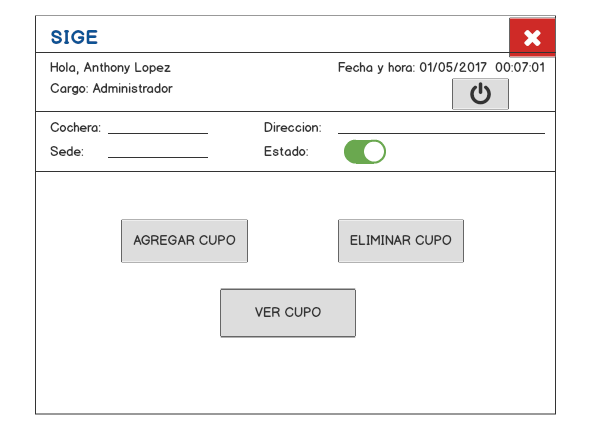 SIGE
Hola, Anthony Lopez
Fecha y hora: 01/05/2017 00:07:01
Cargo: Administrador
Cochera:
Direccion:
Sede:
Estado:
AGREGAR CUPO
ELIMINAR CUPO
VER CUPO